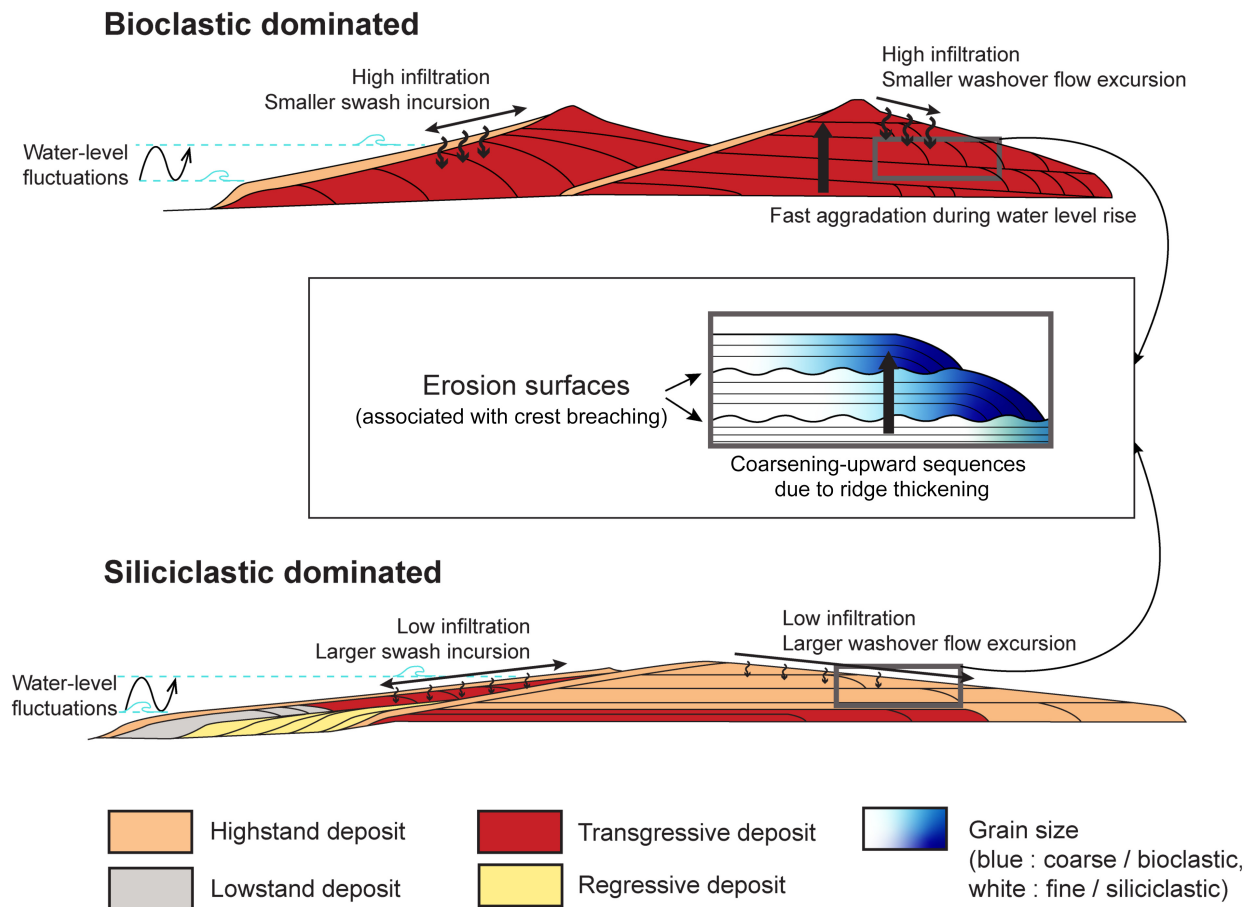 Bioclastic dominated
High infiltration
Smaller swash incursion
High infiltration
Smaller washover flow excursion
Water-level
fluctuations
Fast aggradation during water level rise
Erosion surfaces
(associated with crest breaching)
Coarsening-upward sequences
due to ridge thickening
Siliciclastic dominated
Low infiltration
Larger swash incursion
Low infiltration
Larger washover flow excursion
Water-level
fluctuations
Highstand deposit
Transgressive deposit
Grain size
(blue : coarse / bioclastic,
white : fine / siliciclastic)
Lowstand deposit
Regressive deposit